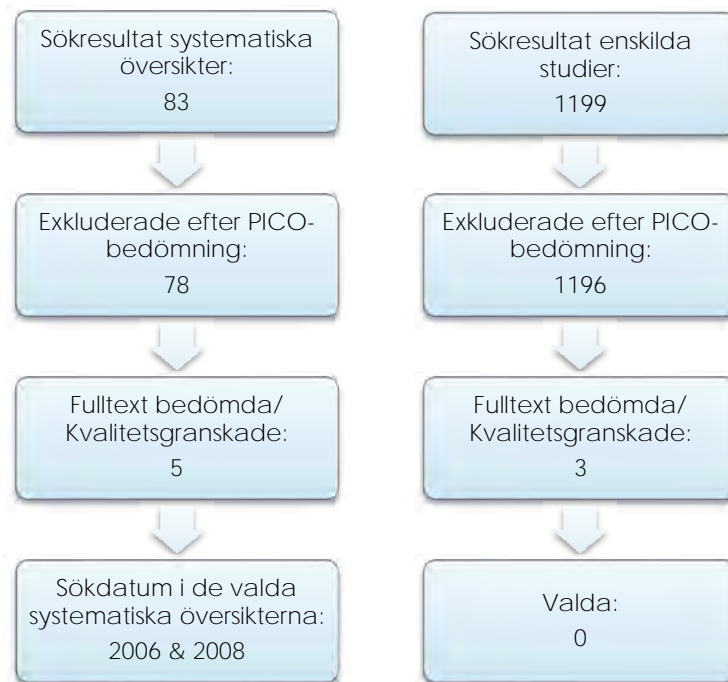 Sökresultat systematiska
översikter:
83
Exkluderade efter PICO-
bedömning:
78
Fulltext bedömda/
Kvalitetsgranskade:
5
Sökdatum i de valda
systematiska översikterna:
2006 & 2008
Sökresultat enskilda
studier:
1199
Exkluderade efter PICO-
bedömning:
1196
Fulltext bedömda/
Kvalitetsgranskade:
3
Valda:
0